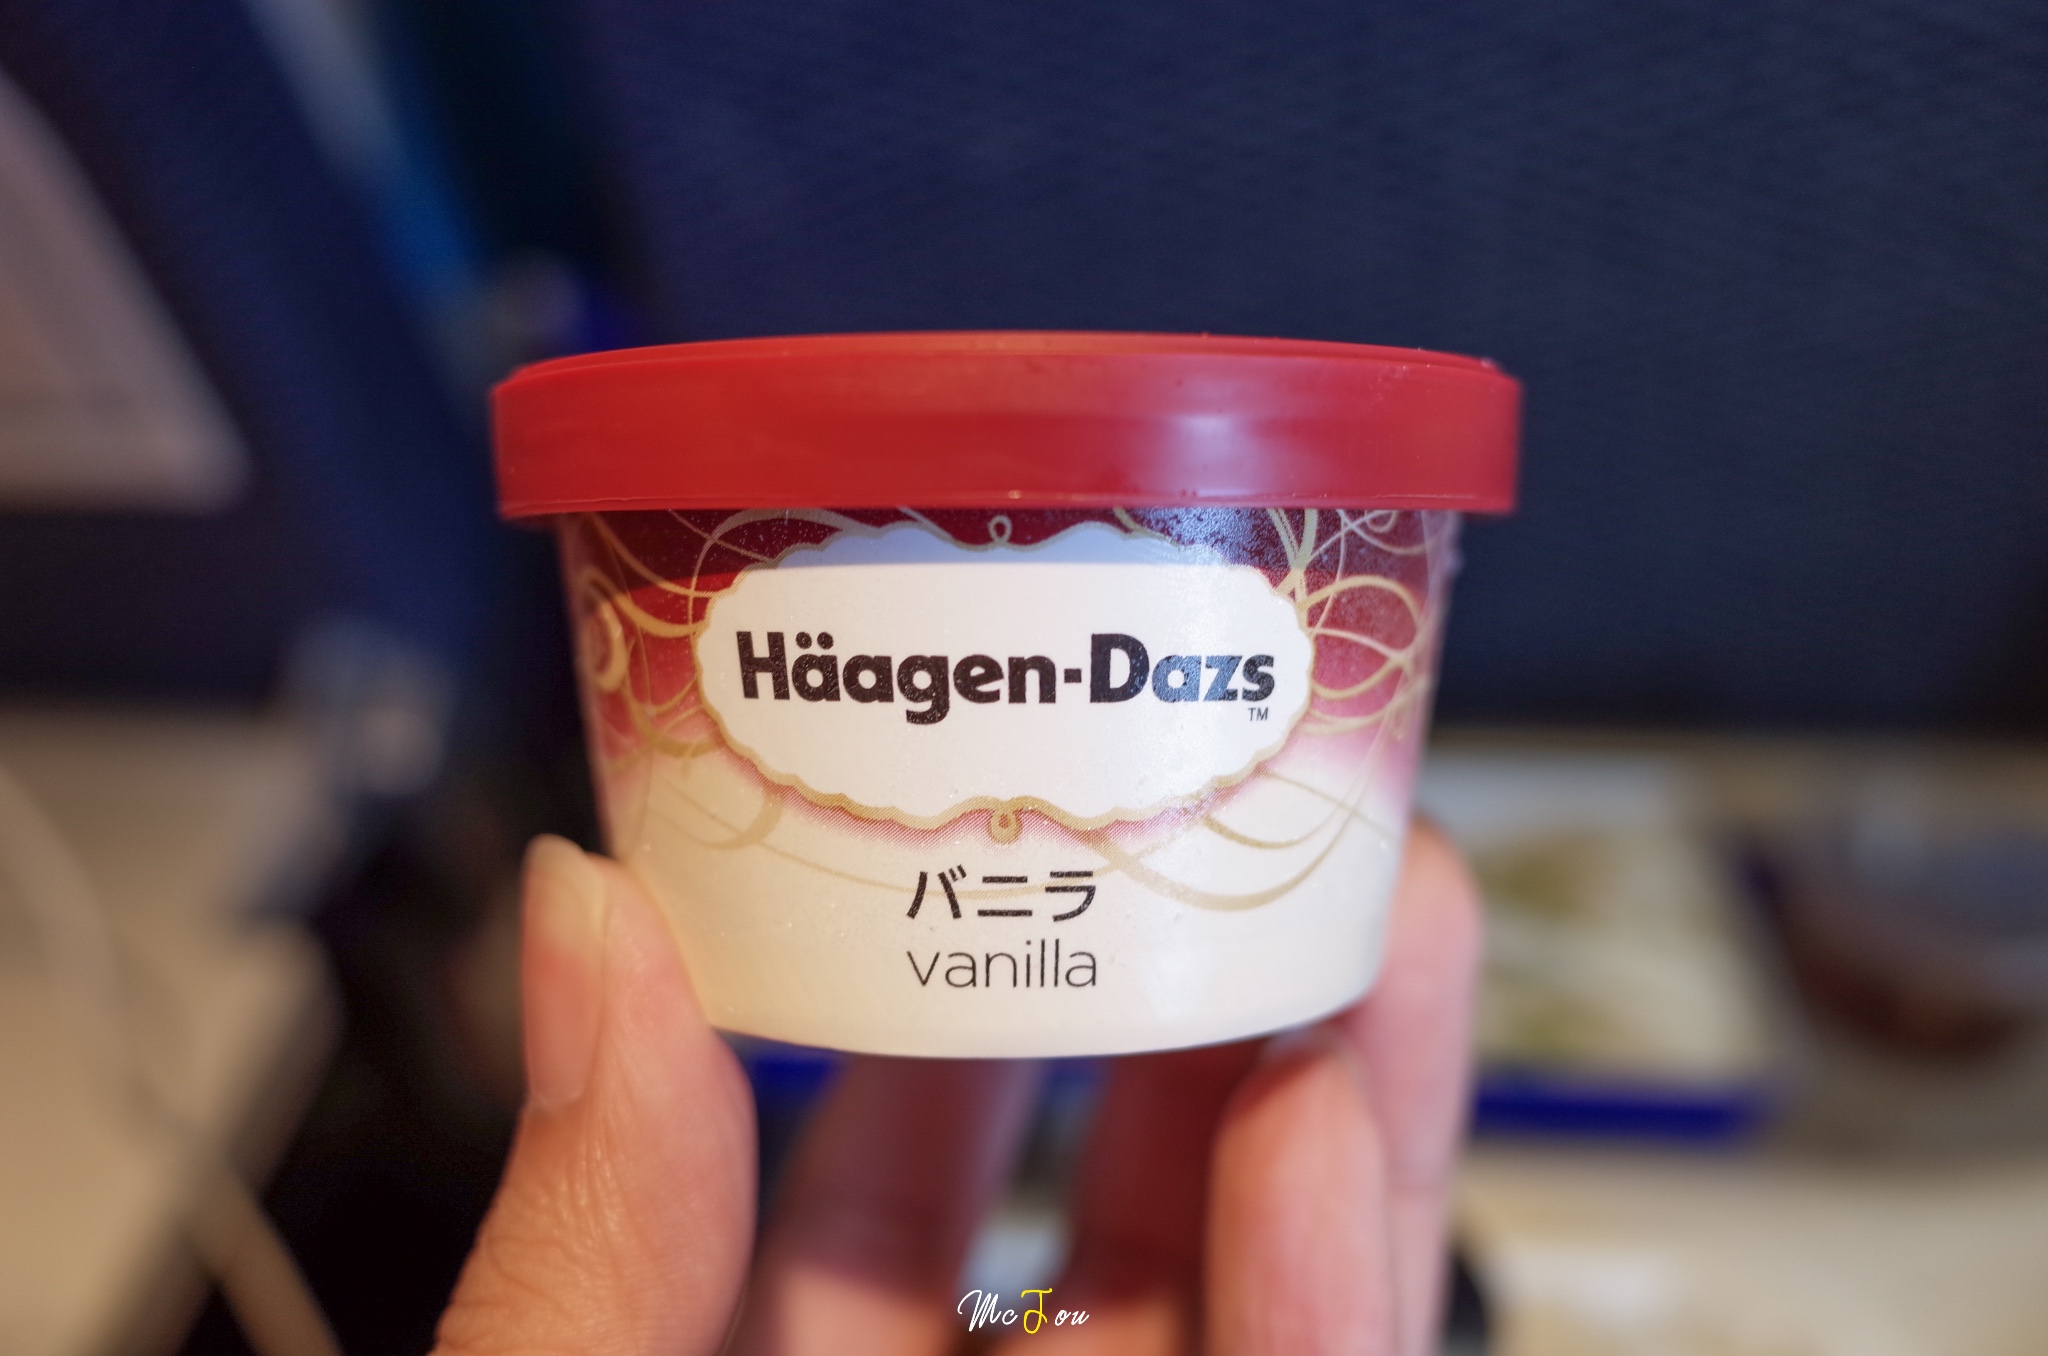 Häagen-Dazs
TM
バニラ
vanilla
McJou